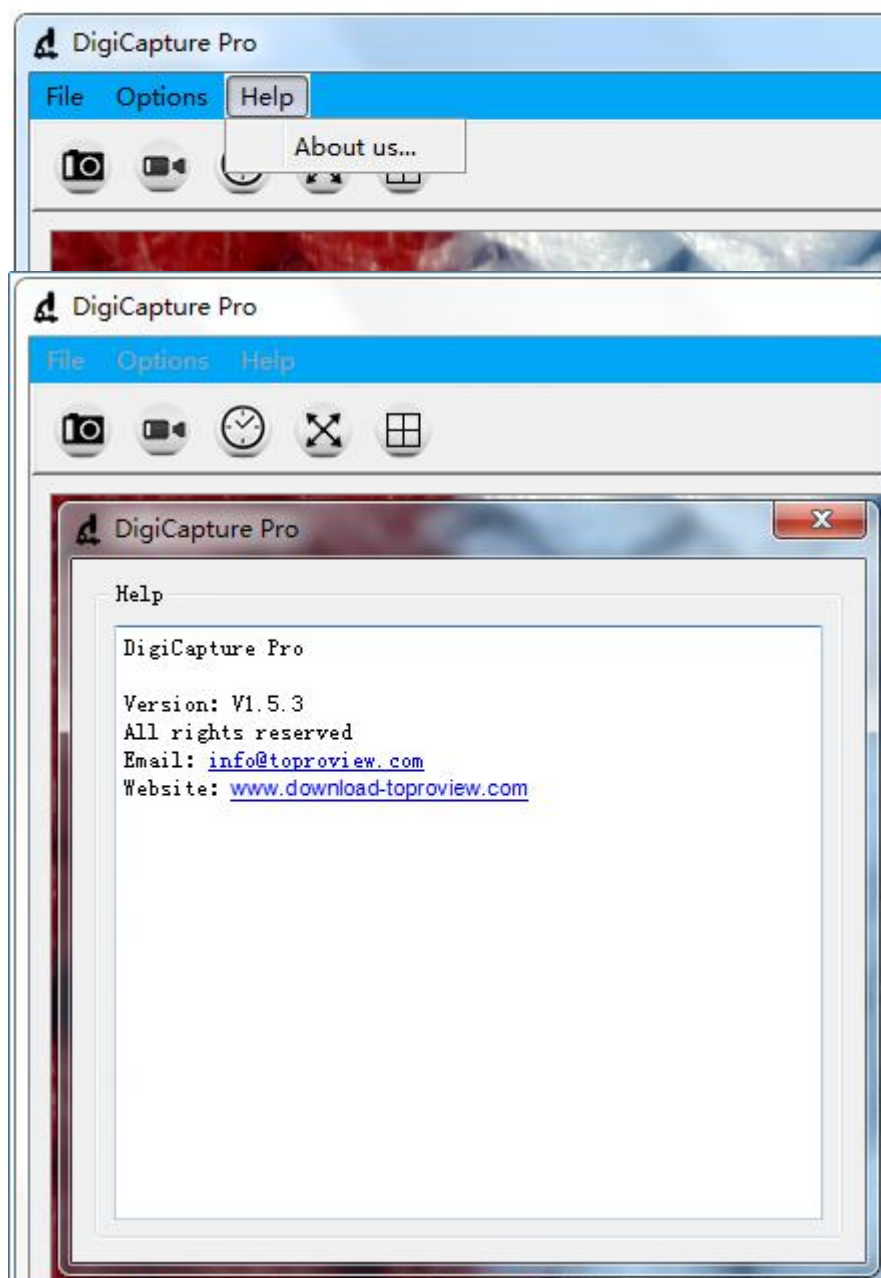 DigiCapture Pro
File Options Help
About us...
DigiCapture Pro
File Options Help
DigiCapture Pro
Help
DigiCapture Pro
Version: V1.5.3
All rights reserved
Email: info@toproview.com
Website: www.download-toproview.com